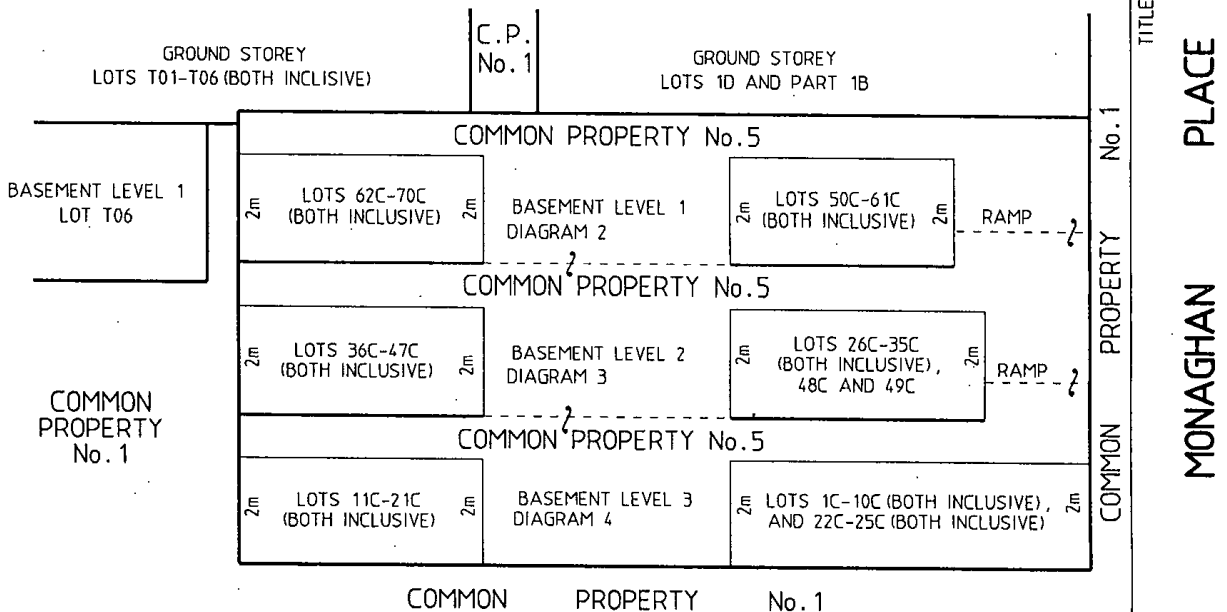 TITLE
C.P.
No.1
GROUND STOREY
LOTS T01-T06 (BOTH INCLISIVE)
GROUND STOREY
LOTS 1D AND PART 1B
COMMON PROPERTY No.5
BASEMENT LEVEL 1
LOT T06
2m
LOTS 62C-70C
(BOTH INCLUSIVE)
2m
BASEMENT LEVEL 1
DIAGRAM 2
2m
LOTS 50C-61C
(BOTH INCLUSIVE)
2m
RAMP
COMMON PROPERTY No.5
2m
LOTS 36C-47C
(BOTH INCLUSIVE)
2m
BASEMENT LEVEL 2
DIAGRAM 3
2m
LOTS 26C-35C
(BOTH INCLUSIVE),
48C AND 49C
2m
RAMP
COMMON
PROPERTY
No.1
COMMON PROPERTY No.5
2m
LOTS 11C-21C
(BOTH INCLUSIVE)
2m
BASEMENT LEVEL 3
DIAGRAM 4
2m
LOTS 1C-10C (BOTH INCLUSIVE),
AND 22C-25C (BOTH INCLUSIVE)
2m
COMMON PROPERTY No.1
COMMON PROPERTY No.1
MONAGHAN PLACE